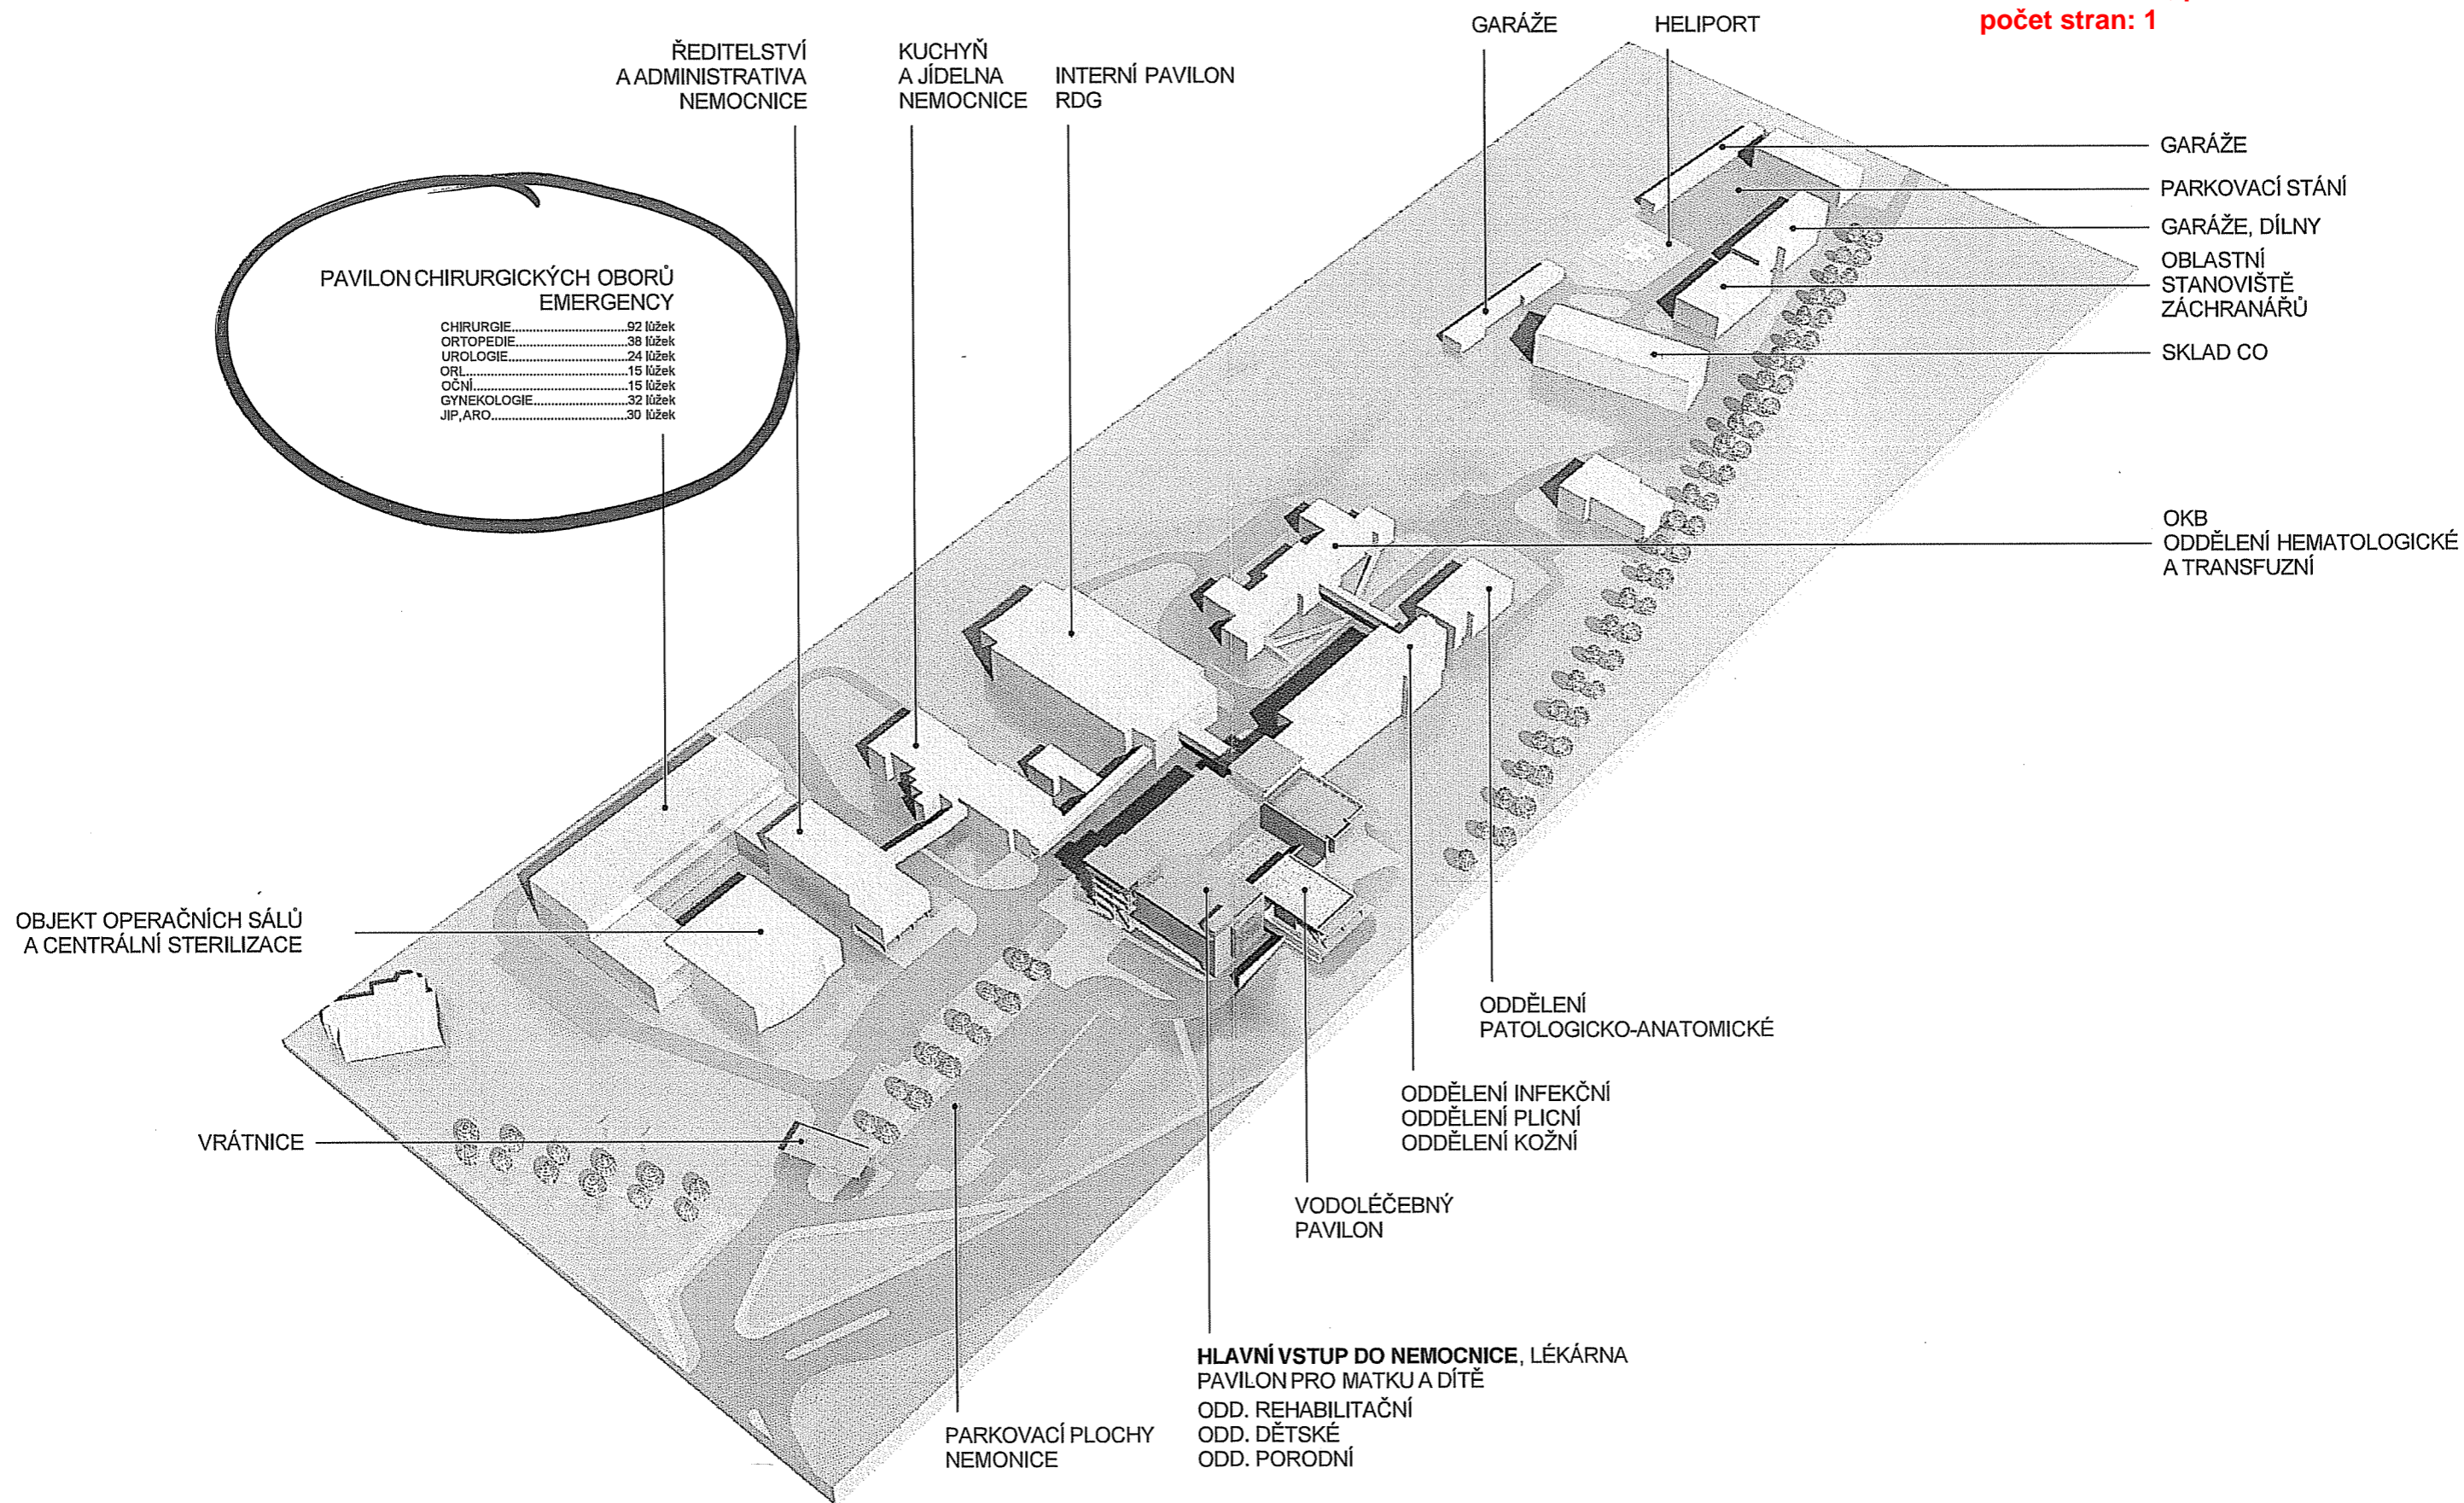 počet stran: 1
GARÁŽE
HELIPORT
ŘEDITELSTVÍ
A ADMINISTRATIVA
NEMOCNICE
KUCHYŇ
A JÍDELNA
NEMOCNICE
INTERNÍ PAVILON
RDG
GARÁŽE
PARKOVACÍ STÁNÍ
GARÁŽE, DÍLNY
OBLASTNÍ
STANOVIŠTĚ
ZÁCHRANÁŘŮ
SKLAD CO
PAVILON CHIRURGICKÝCH OBORŮ
EMERGENCY
CHIRURGIE..............................92 lůžek
ORTOPEDIE.............................38 lůžek
UROLOGIE...............................24 lůžek
ORL..........................................15 lůžek
OČNÍ.........................................15 lůžek
GYNEKOLOGIE.........................32 lůžek
JIP,ARO....................................30 lůžek
OKB
ODDĚLENÍ HEMATOLOGICKÉ
A TRANSFUZNÍ
OBJEKT OPERAČNÍCH SÁLŮ
A CENTRÁLNÍ STERILIZACE
ODDĚLENÍ
PATOLOGICKO-ANATOMICKÉ
ODDĚLENÍ INFEKČNÍ
ODDĚLENÍ PLICNÍ
ODDĚLENÍ KOŽNÍ
VRÁTNICE
VODOLÉČEBNÝ
PAVILON
HLAVNÍ VSTUP DO NEMOCNICE, LÉKÁRNA
PAVILON PRO MATKU A DÍTĚ
ODD. REHABILITAČNÍ
ODD. DĚTSKÉ
ODD. PORODNÍ
PARKOVACÍ PLOCHY
NEMONICE